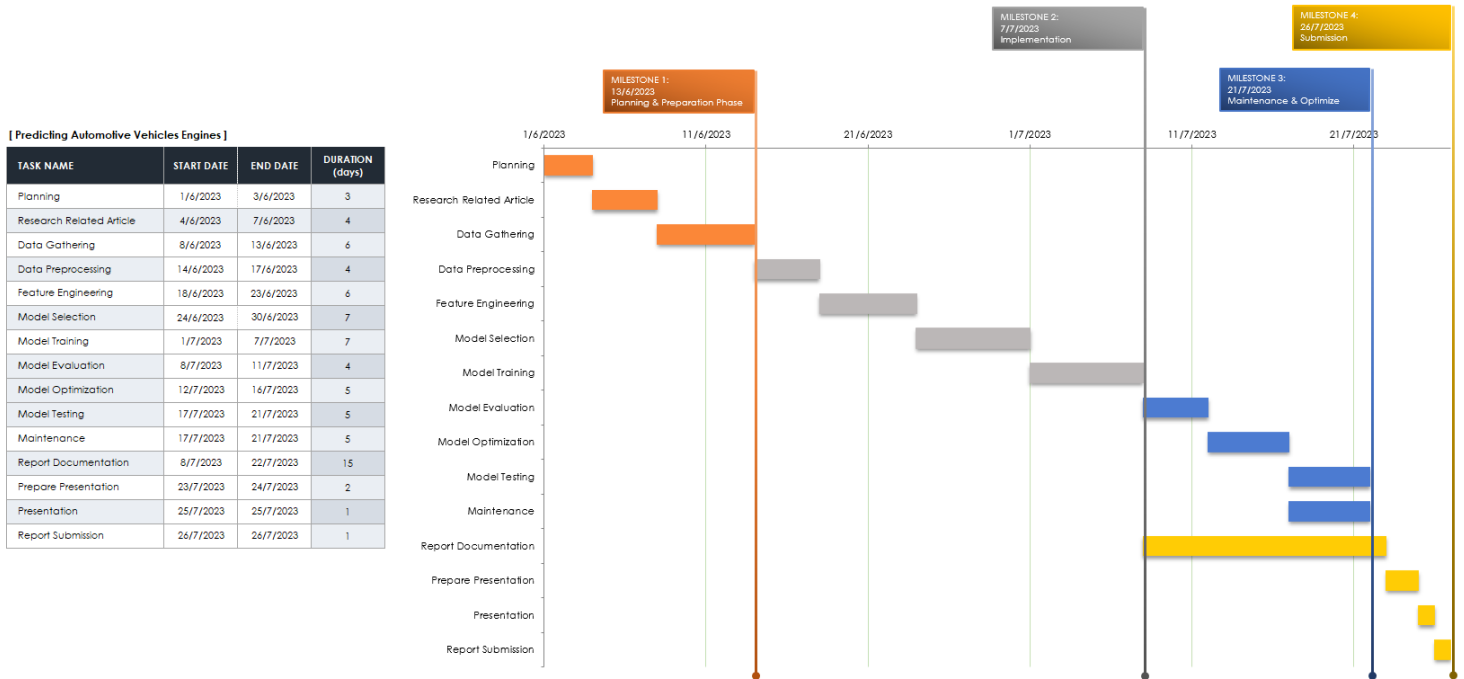 MILESTONE 2:
7/7/2023
Implementation
MILESTONE 4:
26/7/2023
Submission
MILESTONE 1:
13/6/2023
Planning & Preparation Phase
MILESTONE 3:
21/7/2023
Maintenance & Optimize
[ Predicting Automotive Vehicles Engines ]
TASK NAME START DATE END DATE DURATION (days)
Planning 1/6/2023 3/6/2023 3
Research Related Article 4/6/2023 7/6/2023 4
Data Gathering 8/6/2023 13/6/2023 6
Data Preprocessing 14/6/2023 17/6/2023 4
Feature Engineering 18/6/2023 23/6/2023 6
Model Selection 24/6/2023 30/6/2023 7
Model Training 1/7/2023 7/7/2023 7
Model Evaluation 8/7/2023 11/7/2023 4
Model Optimization 12/7/2023 16/7/2023 5
Model Testing 17/7/2023 21/7/2023 5
Maintenance 17/7/2023 21/7/2023 5
Report Documentation 8/7/2023 22/7/2023 15
Prepare Presentation 23/7/2023 24/7/2023 2
Presentation 25/7/2023 25/7/2023 1
Report Submission 26/7/2023 26/7/2023 1
1/6/2023 11/6/2023 21/6/2023 1/7/2023 11/7/2023 21/7/2023
Planning
Research Related Article
Data Gathering
Data Preprocessing
Feature Engineering
Model Selection
Model Training
Model Evaluation
Model Optimization
Model Testing
Maintenance
Report Documentation
Prepare Presentation
Presentation
Report Submission